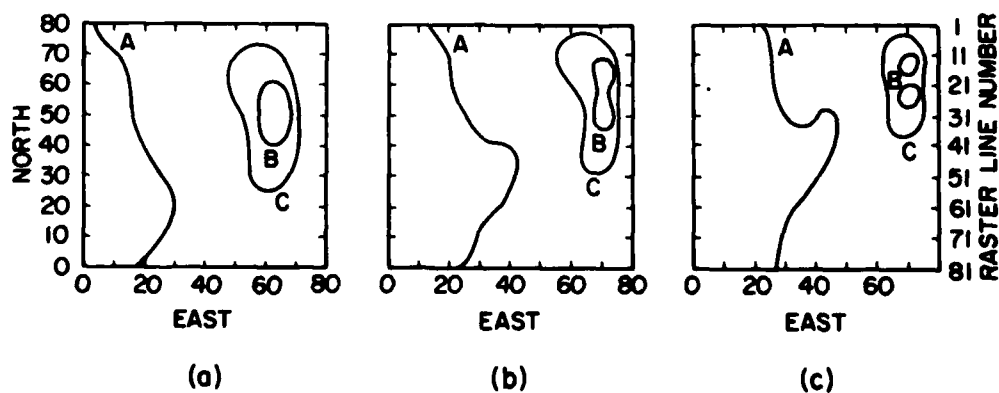 NORTH
80
70
60
50
40
30
20
10
0
A
B
C
0 20 40 60 80
EAST
(a)
A
B
C
0 20 40 60 80
EAST
(b)
A
B
C
0 20 40 60
EAST
(c)
1
11
21
31
41
51
61
71
81
RASTER LINE NUMBER